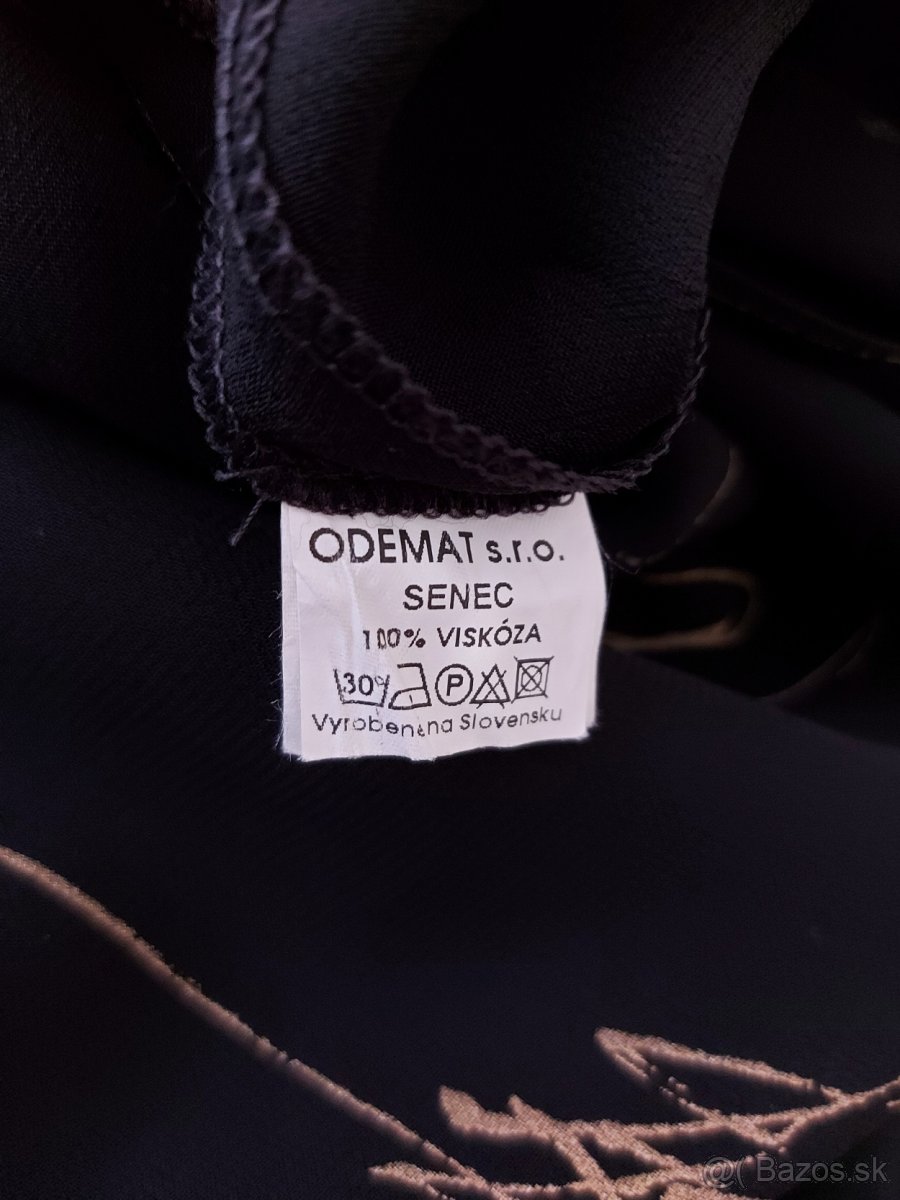 ODEMAT s.r.o.
SENEC
100% VISKÓZA
30° P
Vyrobené na Slovensku
@( Bazos.sk